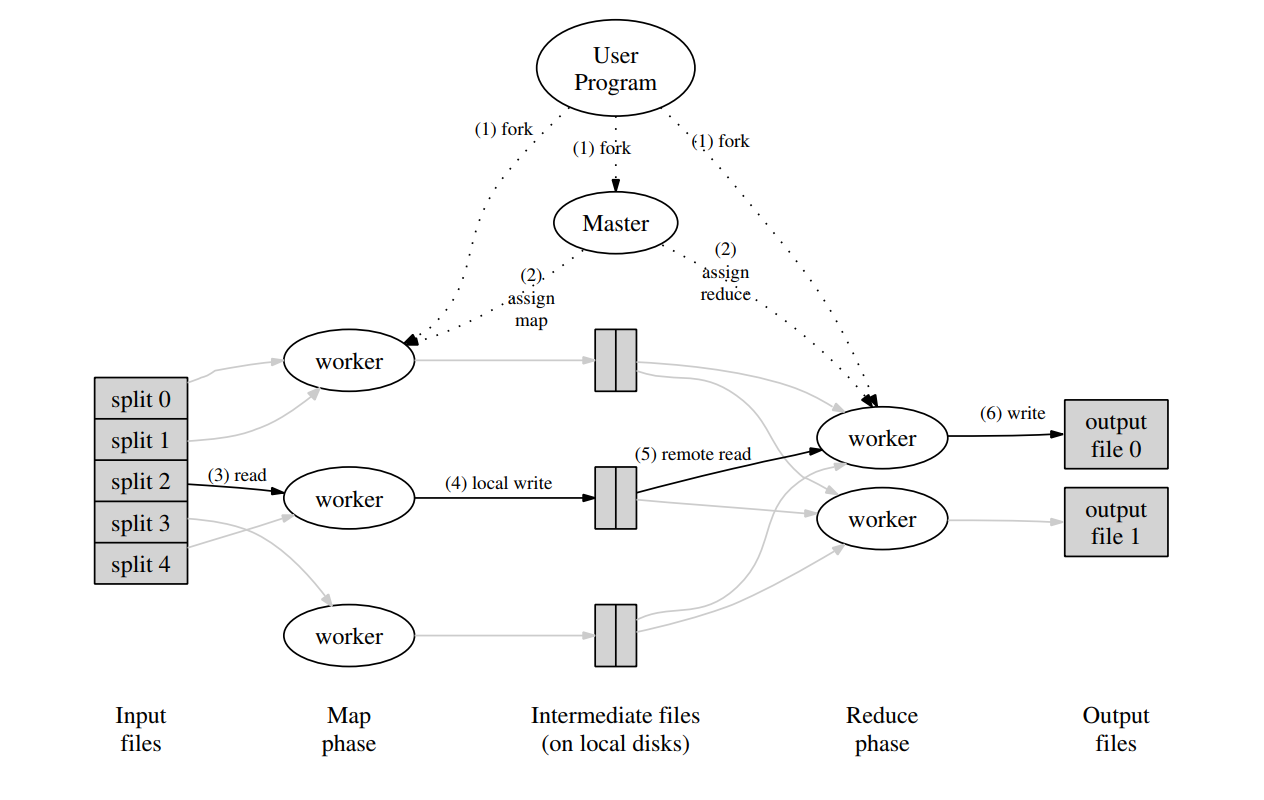 User
Program
(1) fork
(1) fork
(1) fork
Master
(2)
assign
map
(2)
assign
reduce
worker
split 0
split 1
split 2
split 3
split 4
(3) read
worker
(4) local write
(5) remote read
worker
worker
worker
(6) write
output
file 0
output
file 1
Input
files
Map
phase
Intermediate files
(on local disks)
Reduce
phase
Output
files